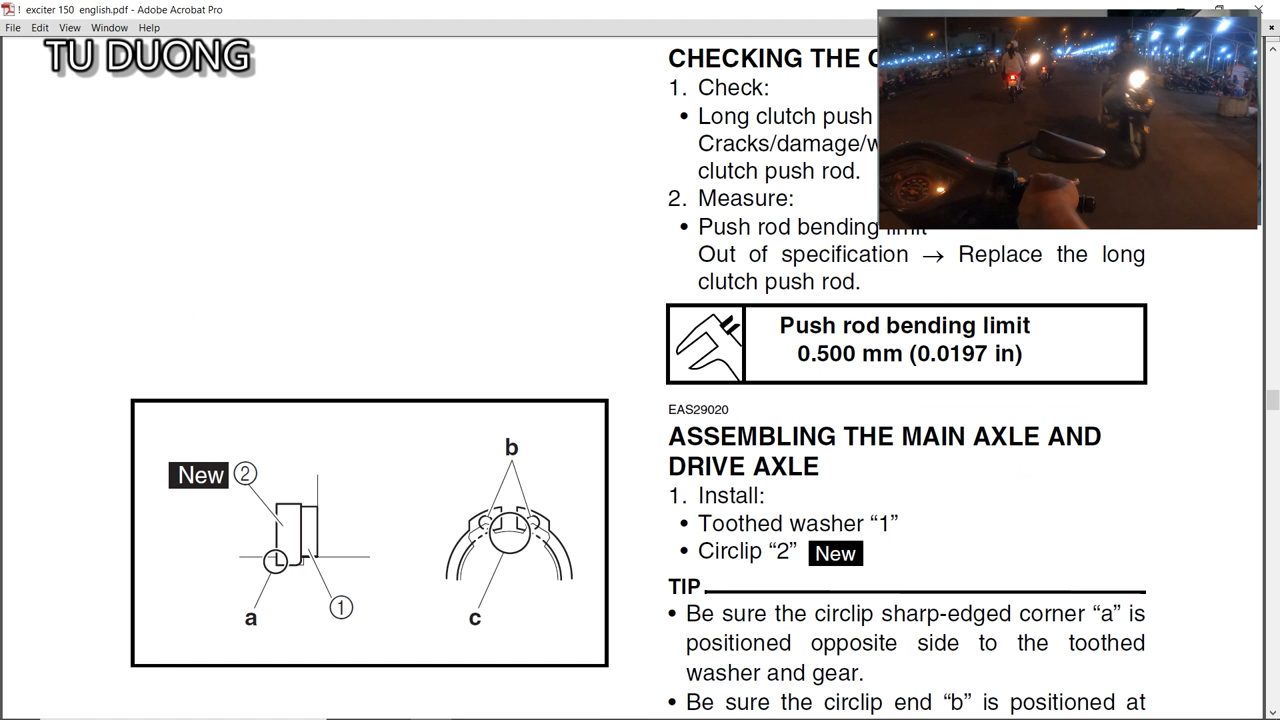 ! exciter 150 english.pdf - Adobe Acrobat Pro
File Edit View Window Help
TU DUONG
CHECKING THE
1. Check:
• Long clutch push
Cracks/damage/
clutch push rod.
2. Measure:
• Push rod bending limit
Out of specification → Replace the long
clutch push rod.
Push rod bending limit
0.500 mm (0.0197 in)
New 2
b
a
1
c
EAS29020
ASSEMBLING THE MAIN AXLE AND
DRIVE AXLE
1. Install:
• Toothed washer “1”
• Circlip “2” New
TIP
• Be sure the circlip sharp-edged corner “a” is
positioned opposite side to the toothed
washer and gear.
• Be sure the circlip end “b” is positioned at